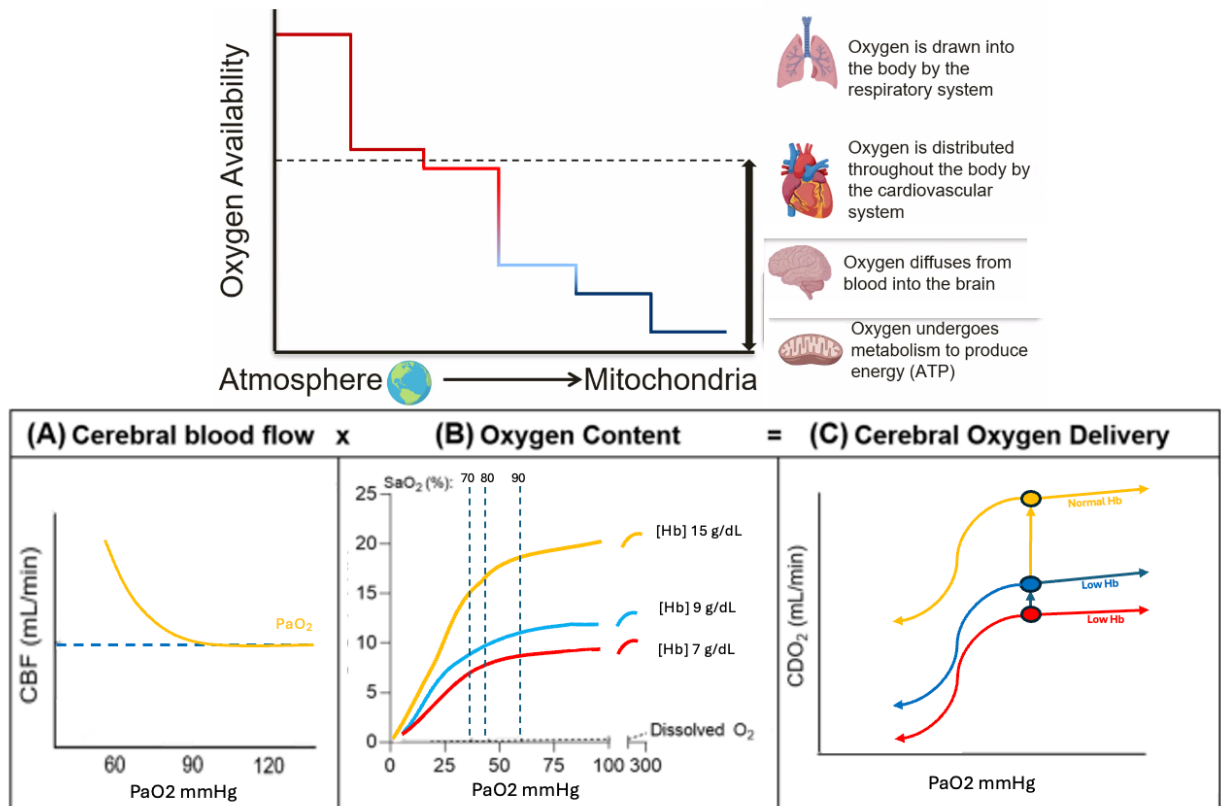 Oxygen Availability
Oxygen is drawn into
the body by the
respiratory system
Oxygen is distributed
throughout the body by
the cardiovascular
system
Oxygen diffuses from
blood into the brain
Oxygen undergoes
metabolism to produce
energy (ATP)
Atmosphere
Mitochondria
(A) Cerebral blood flow x (B) Oxygen Content = (C) Cerebral Oxygen Delivery
CBF (mL/min)
PaO₂
60 90 120
PaO2 mmHg
SaO₂ (%): 70 80 90
25
20
15
10
5
0
[Hb] 15 g/dL
[Hb] 9 g/dL
[Hb] 7 g/dL
Dissolved O₂
0 25 50 75 100 300
PaO2 mmHg
CDO₂ (mL/min)
Normal Hb
Low Hb
Low Hb
PaO2 mmHg